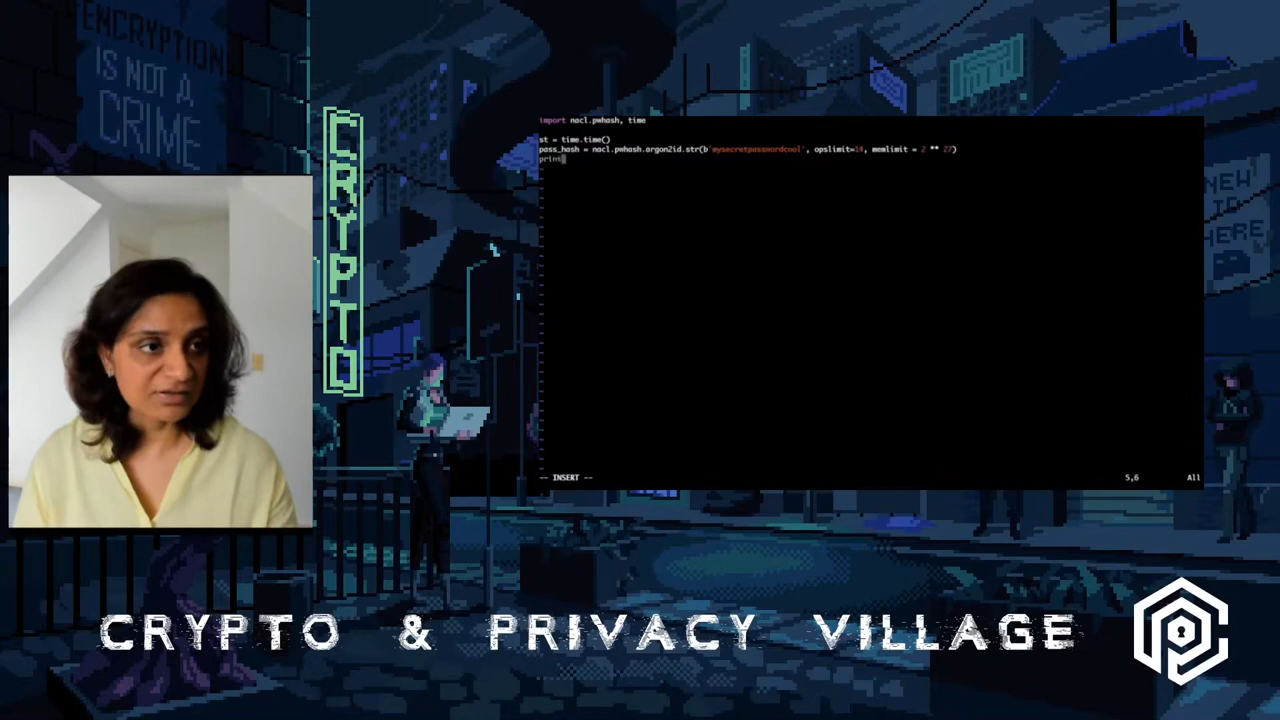 ENCRYPTION
IS NOT A
CRIME
CRYPTO
import nacl.pwhash, time
st = time.time()
pass_hash = nacl.pwhash.argon2id.str(b'mysecretpasswordcool', opslimit=14, memlimit = 2 ** 27)
print
-- INSERT --
5,6
All
NEW
TO
HERE
CRYPTO & PRIVACY VILLAGE